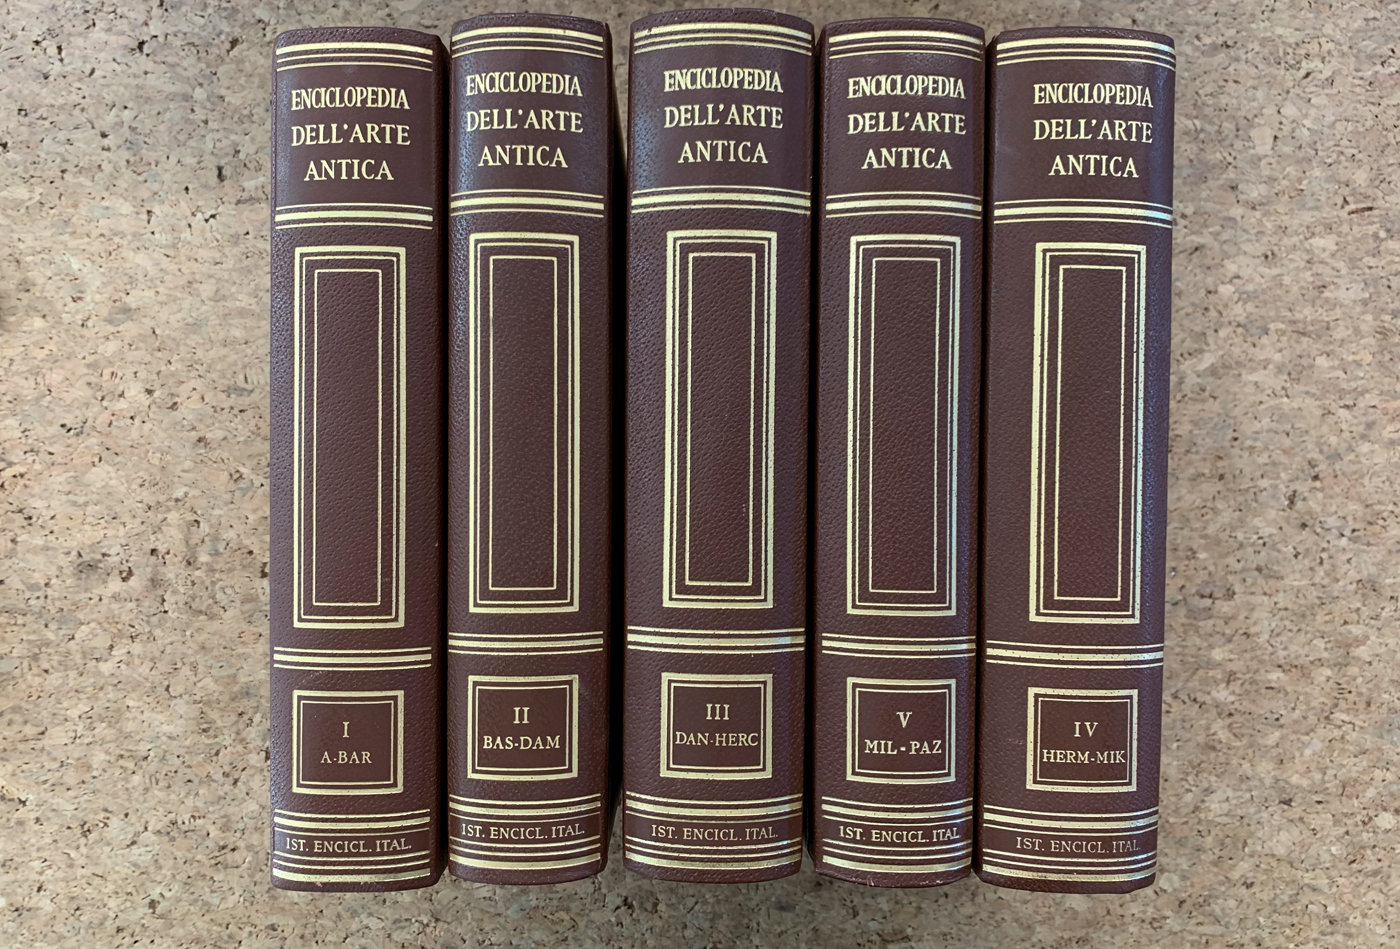 ENCICLOPEDIA
DELL'ARTE
ANTICA
I
A-BAR
IST. ENCICL. ITAL.
ENCICLOPEDIA
DELL'ARTE
ANTICA
II
BAS-DAM
IST. ENCICL. ITAL.
ENCICLOPEDIA
DELL'ARTE
ANTICA
III
DAN-HERC
IST. ENCICL. ITAL.
ENCICLOPEDIA
DELL'ARTE
ANTICA
V
MIL-PAZ
IST. ENCICL. ITAL
ENCICLOPEDIA
DELL'ARTE
ANTICA
IV
HERM-MIK
IST. ENCICL. ITAL.